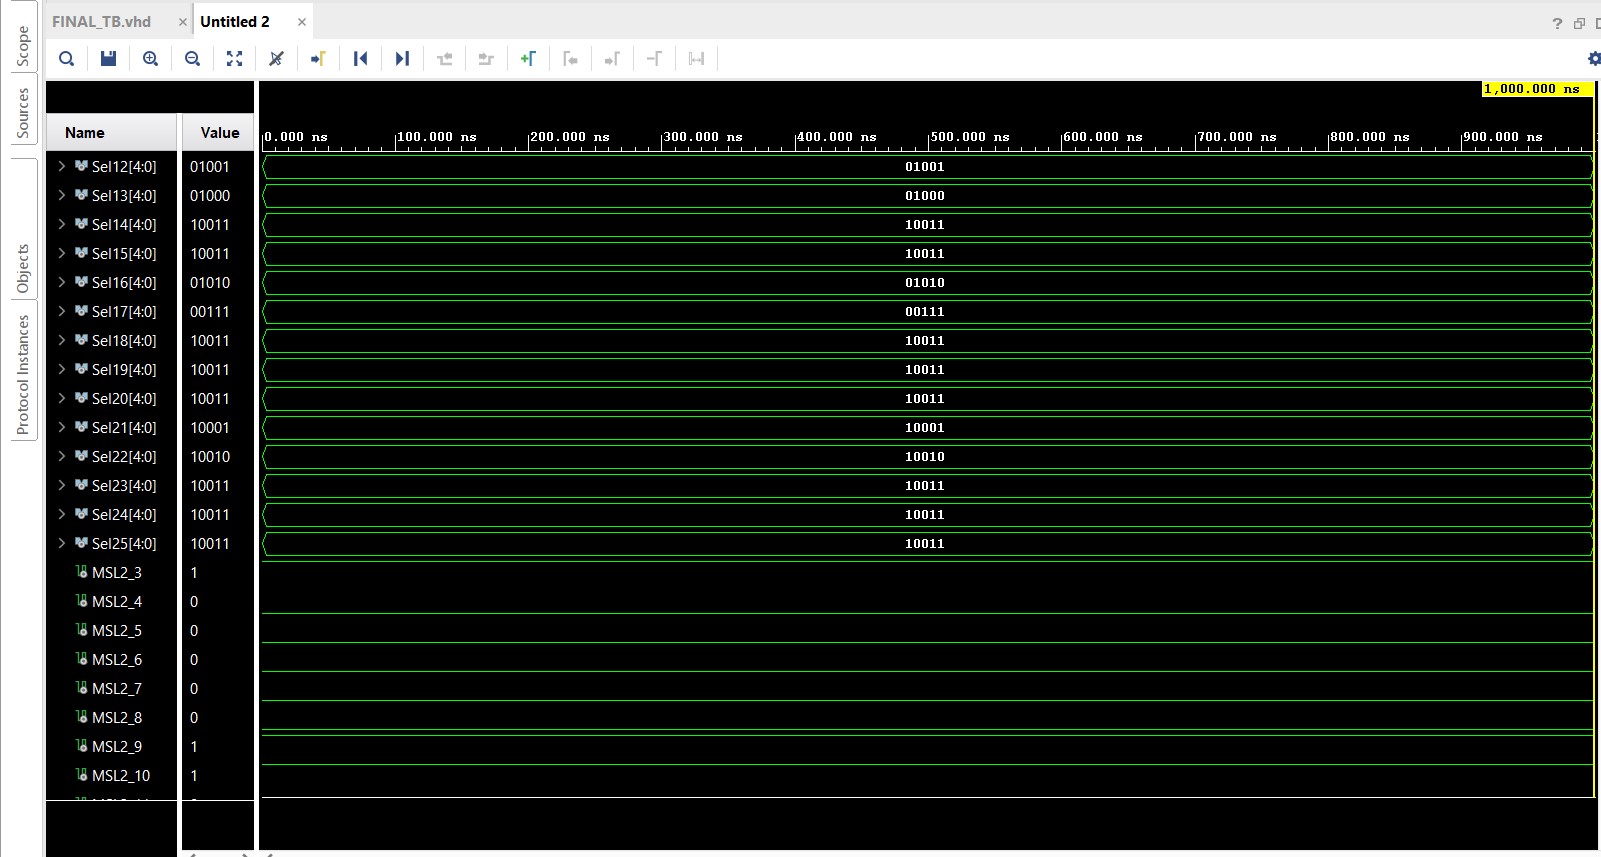 FINAL_TB.vhd × Untitled 2 ×
?
Scope
Sources
Objects
Protocol Instances
1,000.000 ns
Name Value 0.000 ns 100.000 ns 200.000 ns 300.000 ns 400.000 ns 500.000 ns 600.000 ns 700.000 ns 800.000 ns 900.000 ns
Sel12[4:0] 01001 01001
Sel13[4:0] 01000 01000
Sel14[4:0] 10011 10011
Sel15[4:0] 10011 10011
Sel16[4:0] 01010 01010
Sel17[4:0] 00111 00111
Sel18[4:0] 10011 10011
Sel19[4:0] 10011 10011
Sel20[4:0] 10011 10011
Sel21[4:0] 10001 10001
Sel22[4:0] 10010 10010
Sel23[4:0] 10011 10011
Sel24[4:0] 10011 10011
Sel25[4:0] 10011 10011
MSL2_3 1
MSL2_4 0
MSL2_5 0
MSL2_6 0
MSL2_7 0
MSL2_8 0
MSL2_9 1
MSL2_10 1